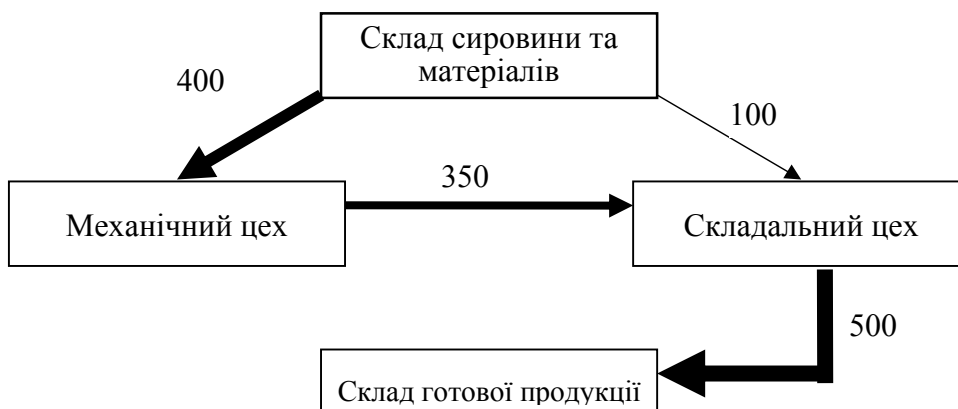 Склад сировини та
матеріалів
400
100
350
Механічний цех
Складальний цех
500
Склад готової продукції